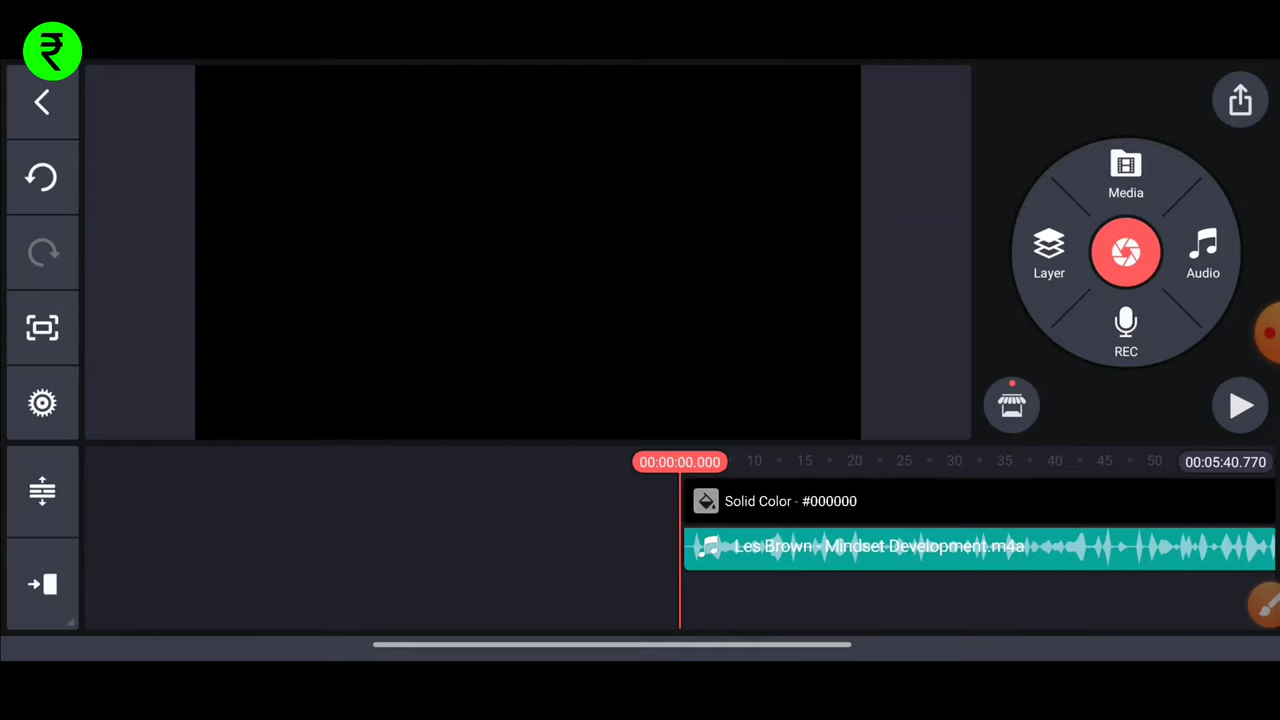 ₹
Media
Layer
Audio
REC
00:00:00.000
10
15
20
25
30
35
40
45
50
00:05:40.770
Solid Color - #000000
Les Brown - Mindset Development.m4a